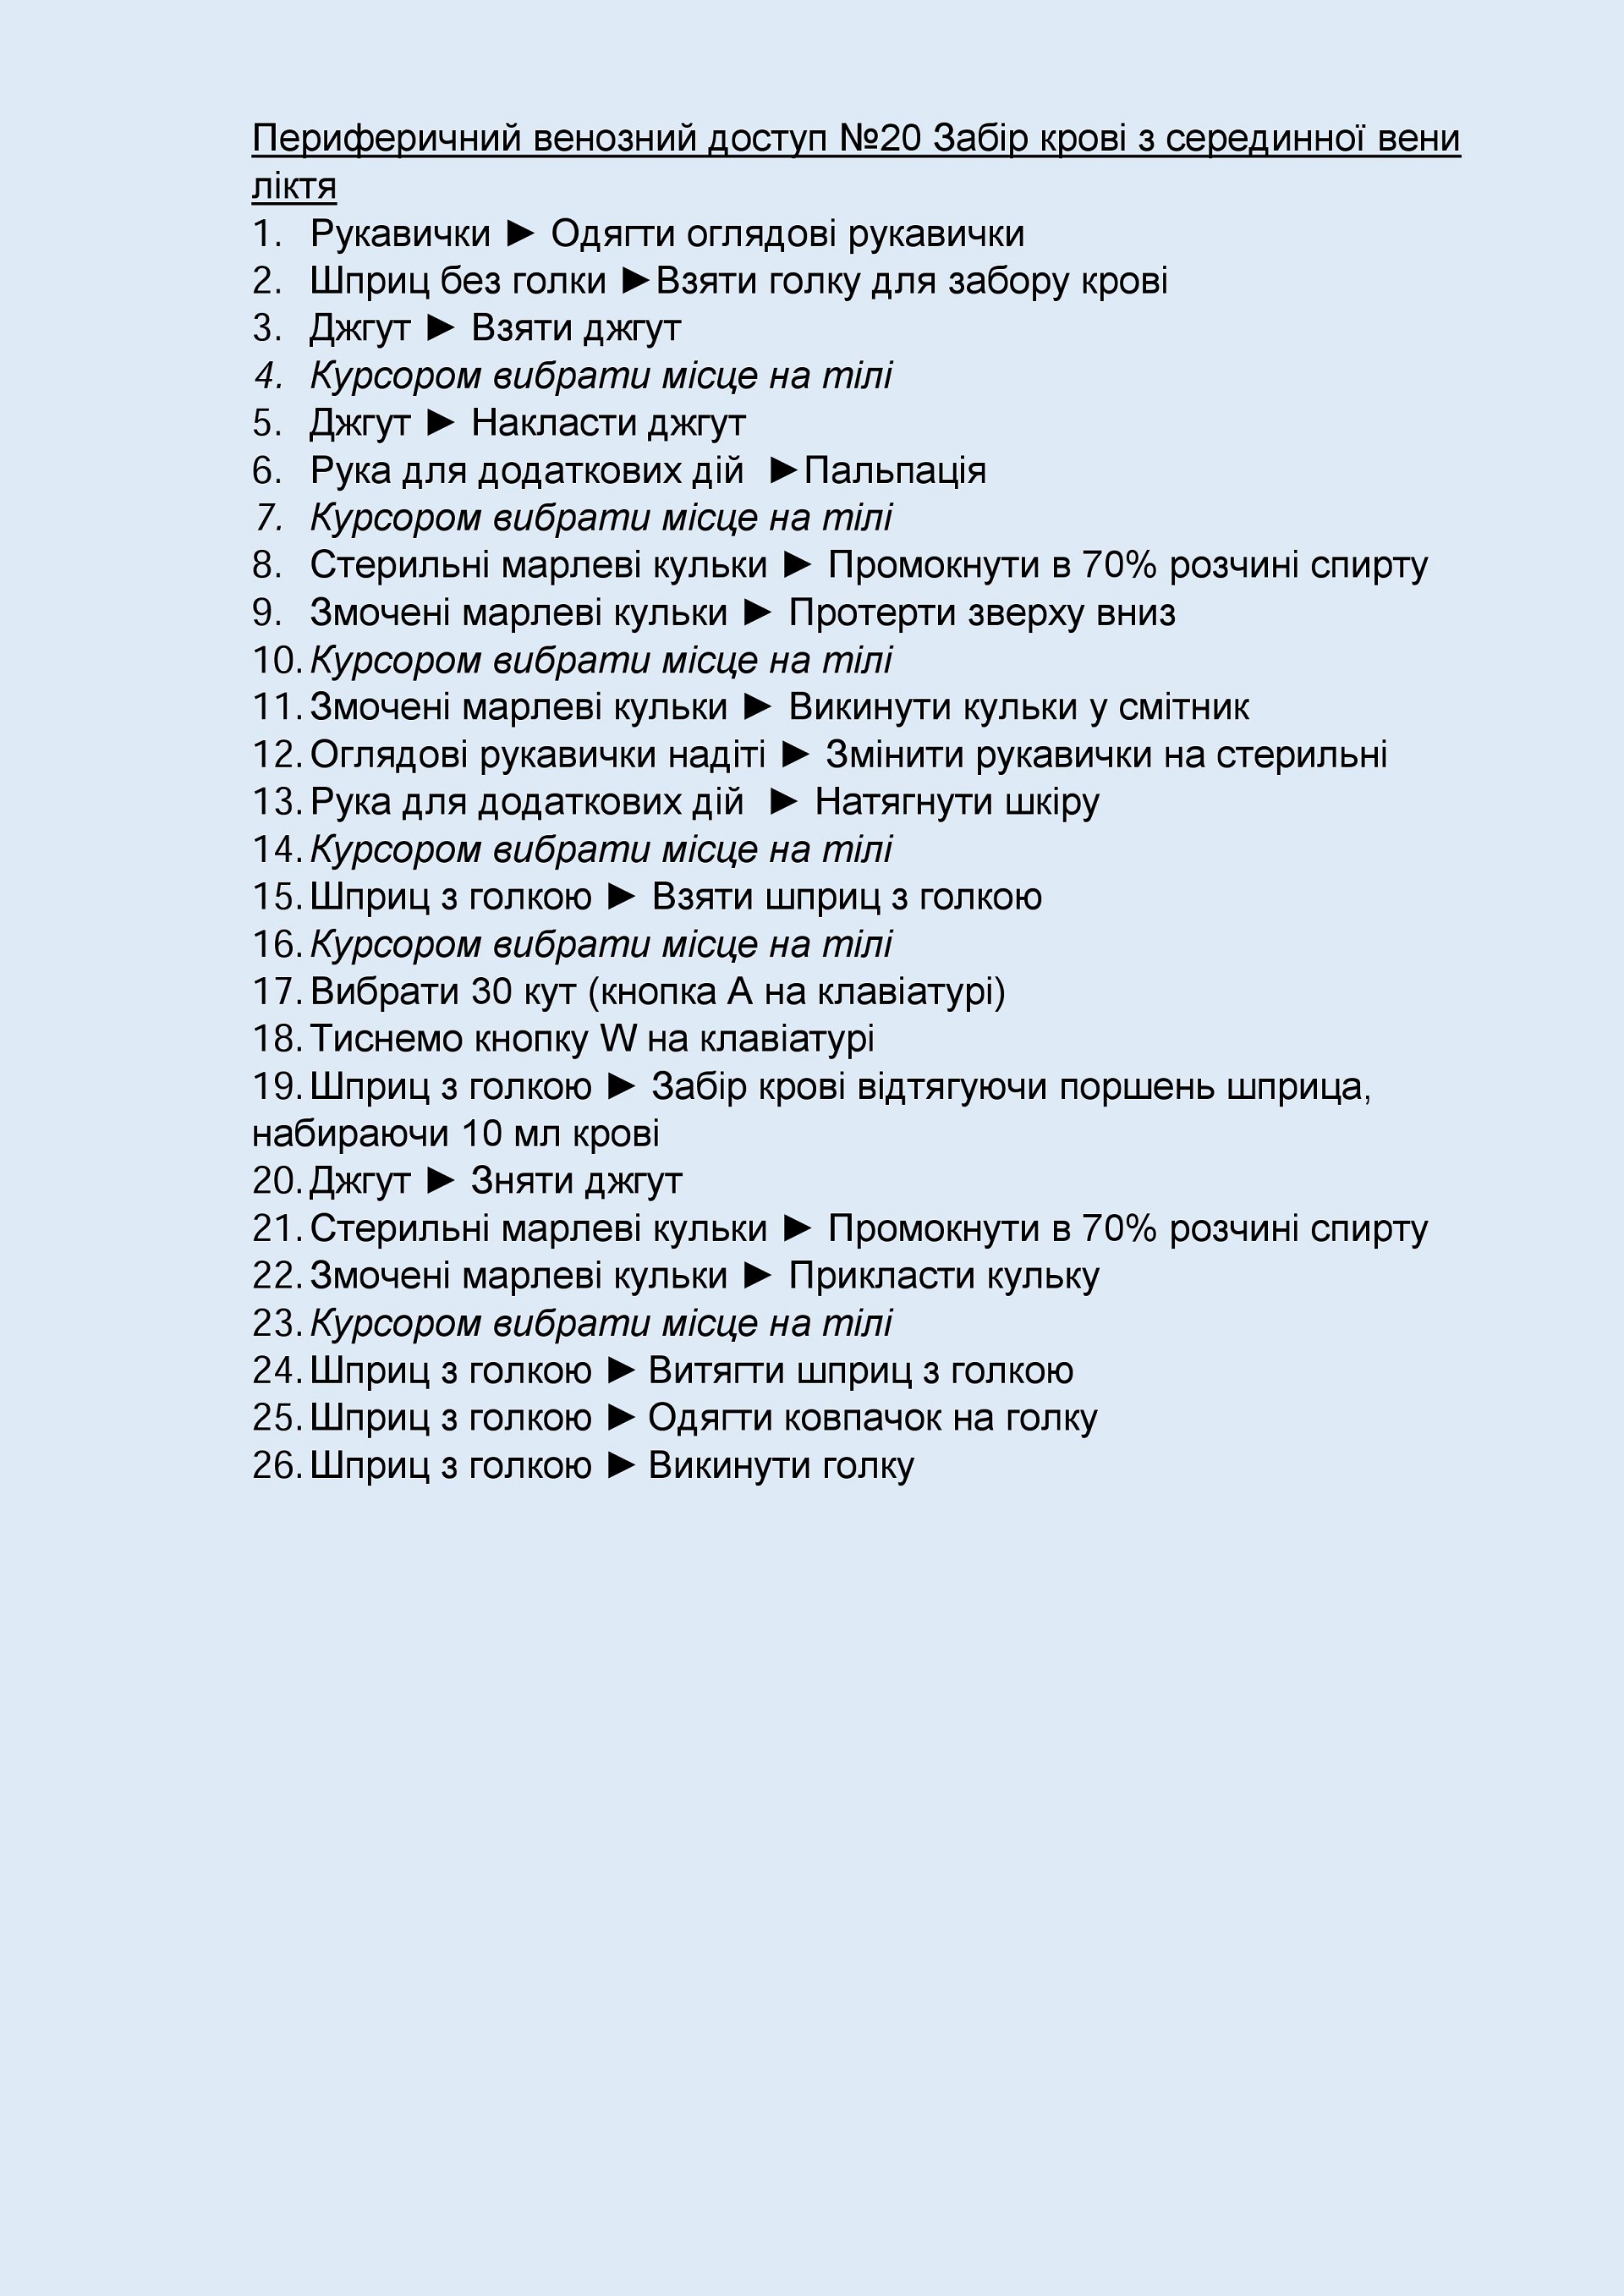 Периферичний венозний доступ №20 Забір крові з серединної вени
ліктя
1. Рукавички ► Одягти оглядові рукавички
2. Шприц без голки ►Взяти голку для забору крові
3. Джгут ► Взяти джгут
4. Курсором вибрати місце на тілі
5. Джгут ► Накласти джгут
6. Рука для додаткових дій ►Пальпація
7. Курсором вибрати місце на тілі
8. Стерильні марлеві кульки ► Промокнути в 70% розчині спирту
9. Змочені марлеві кульки ► Протерти зверху вниз
10. Курсором вибрати місце на тілі
11. Змочені марлеві кульки ► Викинути кульки у смітник
12. Оглядові рукавички надіті ► Змінити рукавички на стерильні
13. Рука для додаткових дій ► Натягнути шкіру
14. Курсором вибрати місце на тілі
15. Шприц з голкою ► Взяти шприц з голкою
16. Курсором вибрати місце на тілі
17. Вибрати 30 кут (кнопка А на клавіатурі)
18. Тиснемо кнопку W на клавіатурі
19. Шприц з голкою ► Забір крові відтягуючи поршень шприца,
набираючи 10 мл крові
20. Джгут ► Зняти джгут
21. Стерильні марлеві кульки ► Промокнути в 70% розчині спирту
22. Змочені марлеві кульки ► Прикласти кульку
23. Курсором вибрати місце на тілі
24. Шприц з голкою ► Витягти шприц з голкою
25. Шприц з голкою ► Одягти ковпачок на голку
26. Шприц з голкою ► Викинути голку